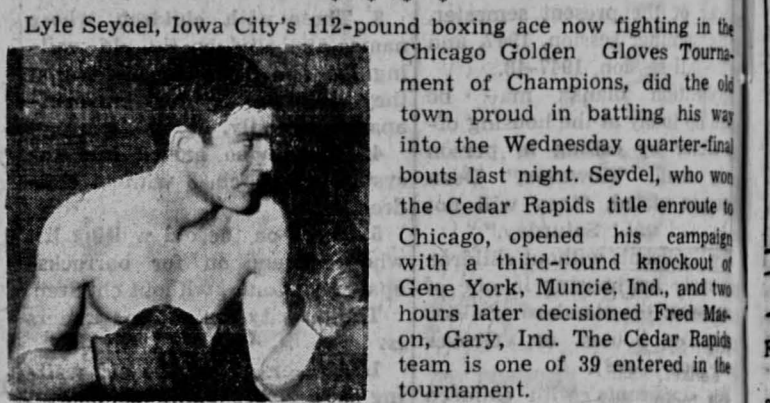 Lyle Seydel, Iowa City's 112-pound boxing ace now fighting in the
Chicago Golden Gloves Tourna-
ment of Champions, did the old
town proud in battling his way
into the Wednesday quarter-final
bouts last night. Seydel, who won
the Cedar Rapids title enroute to
Chicago, opened his campaign
with a third-round knockout of
Gene York, Muncie, Ind., and two
hours later decisioned Fred Mas-
on, Gary, Ind. The Cedar Rapids
team is one of 39 entered in the
tournament.